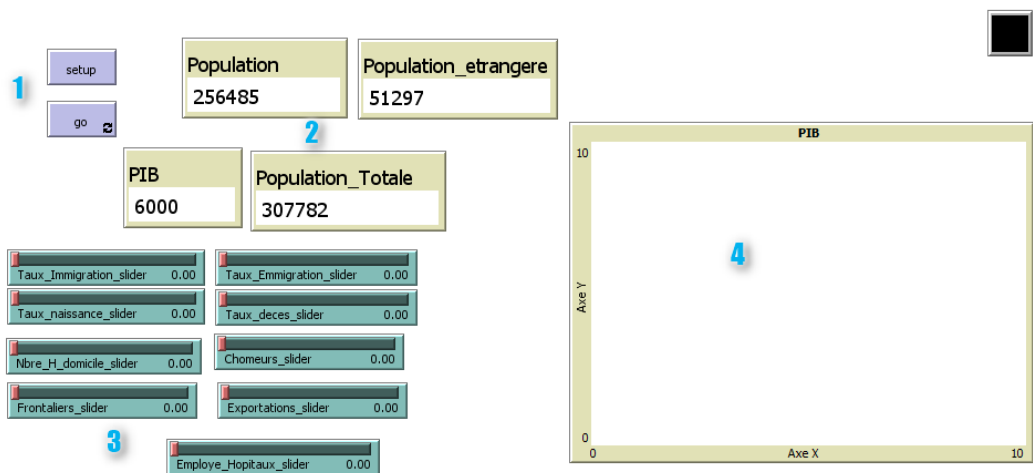 1
setup
go
Population
256485
Population_etrangere
51297
2
PIB
6000
Population_Totale
307782
Taux_Immigration_slider 0.00
Taux_Emmigration_slider 0.00
Taux_naissance_slider 0.00
Taux_deces_slider 0.00
Nbre_H_domicile_slider 0.00
Chomeurs_slider 0.00
Frontaliers_slider 0.00
Exportations_slider 0.00
3
Employe_Hopitaux_slider 0.00
PIB
10
4
Axe Y
0
0
Axe X
10